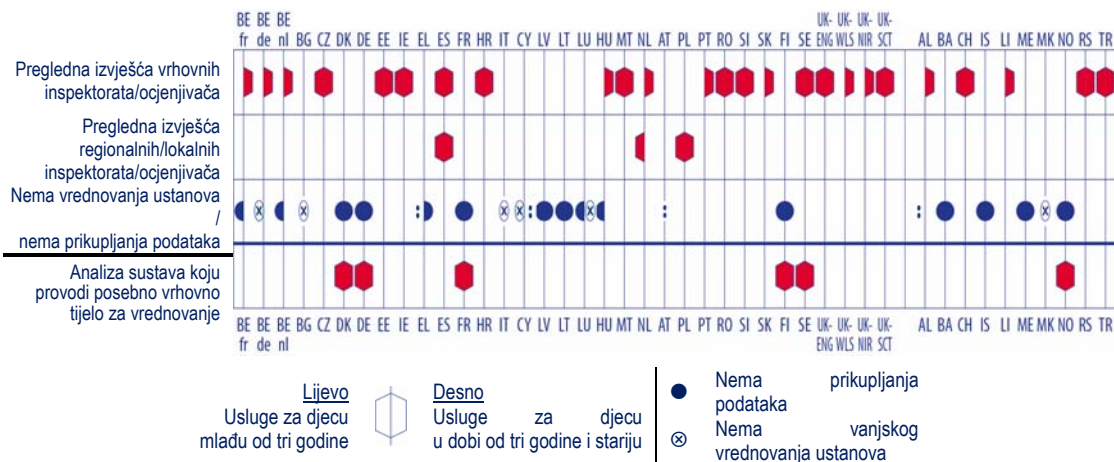 BE BE BE UK- UK- UK- UK-
fr de nl BG CZ DK DE EE IE EL ES FR HR IT CY LV LT LU HU MT NL AT PL PT RO SI SK FI SE ENG WLS NIR SCT AL BA CH IS LI ME MK NO RS TR
Pregledna izvješća vrhovnih
inspektorata/ocjenjivača
Pregledna izvješća
regionalnih/lokalnih
inspektorata/ocjenjivača
Nema vrednovanja ustanova
/
nema prikupljanja podataka
Analiza sustava koju
provodi posebno vrhovno
tijelo za vrednovanje
BE BE BE BG CZ DK DE EE IE EL ES FR HR IT CY LV LT LU HU MT NL AT PL PT RO SI SK FI SE UK- UK- UK- UK- AL BA CH IS LI ME MK NO RS TR
fr de nl ENG WLS NIR SCT
Lijevo
Usluge za djecu
mlađu od tri godine
Desno
Usluge za djecu
u dobi od tri godine i stariju
Nema prikupljanja
podataka
Nema vanjskog
vrednovanja ustanova